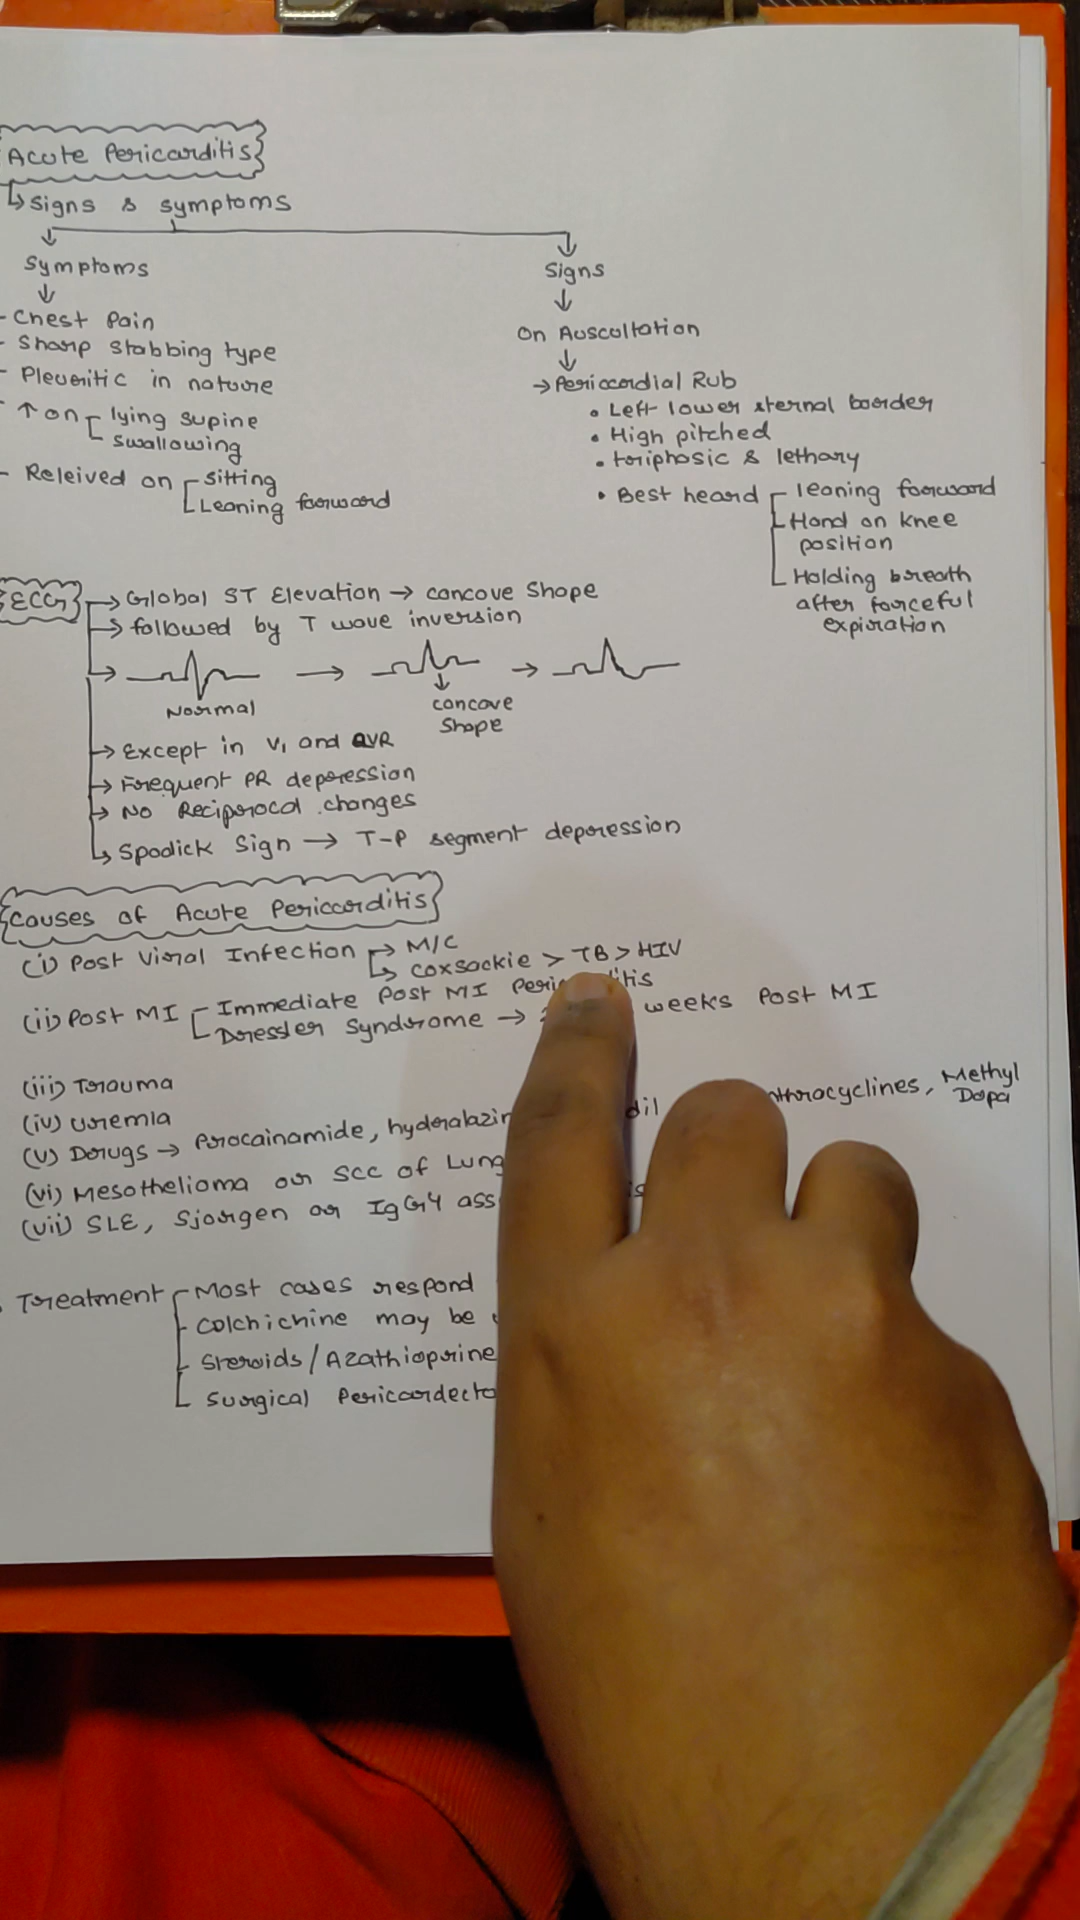 Acute Pericarditis
Signs & symptoms
Symptoms
Signs
- Chest Pain
- Sharp Stabbing type
- Pleuritic in nature
- ↑ on lying supine
swallowing
- Releived on sitting
Leaning forward
On Auscultation
→ Pericardial Rub
• Left lower sternal border
• High pitched
• triphasic & lethary
• Best heard leaning forward
Hand on knee
position
Holding breath
after forceful
expiration
ECG → Global ST Elevation → concave Shape
→ followed by T wave inversion
Normal
concave
Shape
→ Except in V1 and aVR
→ Frequent PR depression
→ No Reciprocal changes
→ Spodick Sign → T-P segment depression
Causes of Acute Pericarditis
(i) Post Viral Infection → M/C
→ Coxsackie > TB > HIV
(ii) Post MI Immediate Post MI
Dressler Syndrome → weeks Post MI
(iii) Trauma
(iv) Uremia
(v) Drugs → Procainamide, Methyl
Dopa
(vi) Mesothelioma or SCC of Lung
(vii) SLE, Sjorgen or IgG4
Treatment Most cases respond
Colchichine may be
Steroids/Azathioprine
Surgical